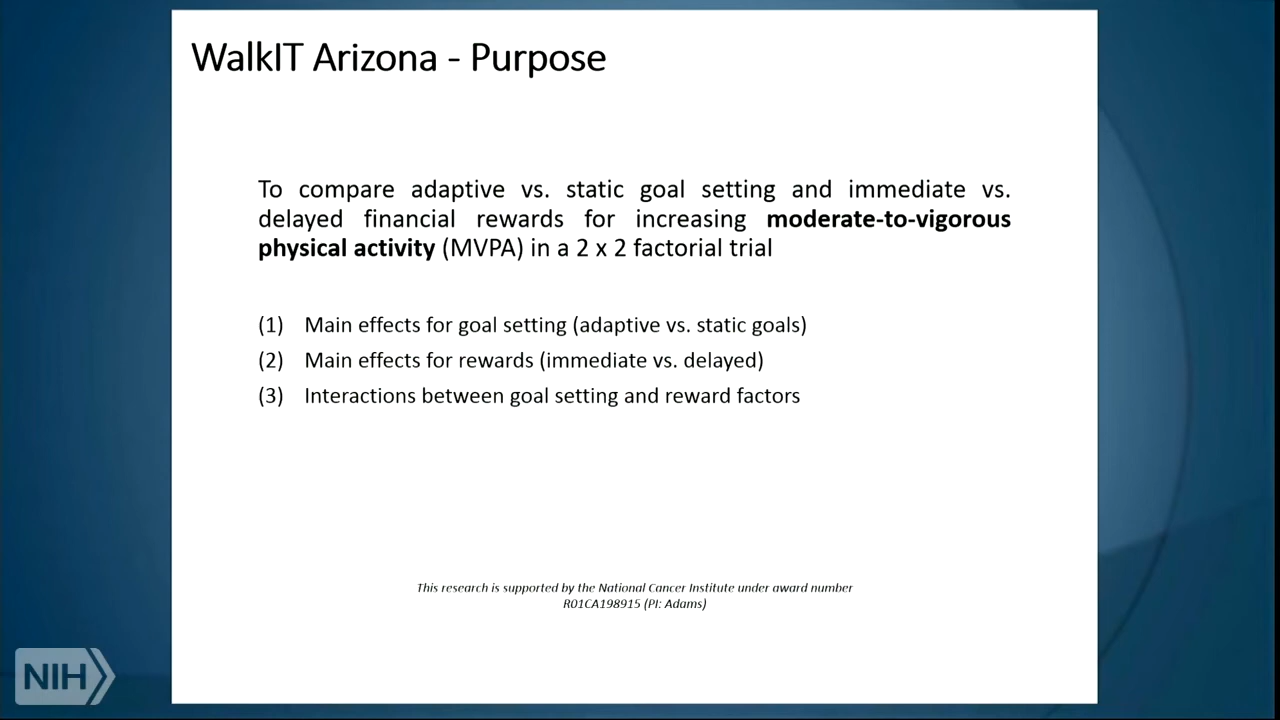 WalkIT Arizona - Purpose
To compare adaptive vs. static goal setting and immediate vs.
delayed financial rewards for increasing moderate-to-vigorous
physical activity (MVPA) in a 2 x 2 factorial trial
(1) Main effects for goal setting (adaptive vs. static goals)
(2) Main effects for rewards (immediate vs. delayed)
(3) Interactions between goal setting and reward factors
This research is supported by the National Cancer Institute under award number
R01CA198915 (PI: Adams)
NIH